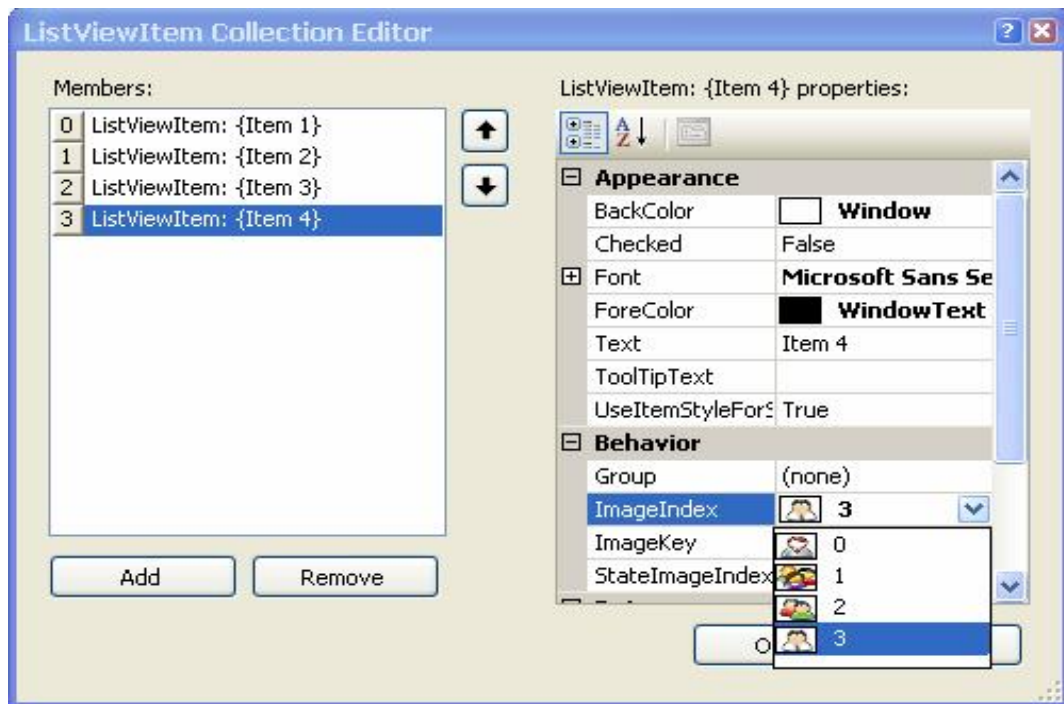 ListViewItem Collection Editor
Members:
0 ListViewItem: {Item 1}
1 ListViewItem: {Item 2}
2 ListViewItem: {Item 3}
3 ListViewItem: {Item 4}
Add
Remove
ListViewItem: {Item 4} properties:
Appearance
BackColor Window
Checked False
Font Microsoft Sans Se
ForeColor WindowText
Text Item 4
ToolTipText
UseItemStyleForS True
Behavior
Group (none)
ImageIndex 3
ImageKey
StateImageIndex
0
1
2
3
O